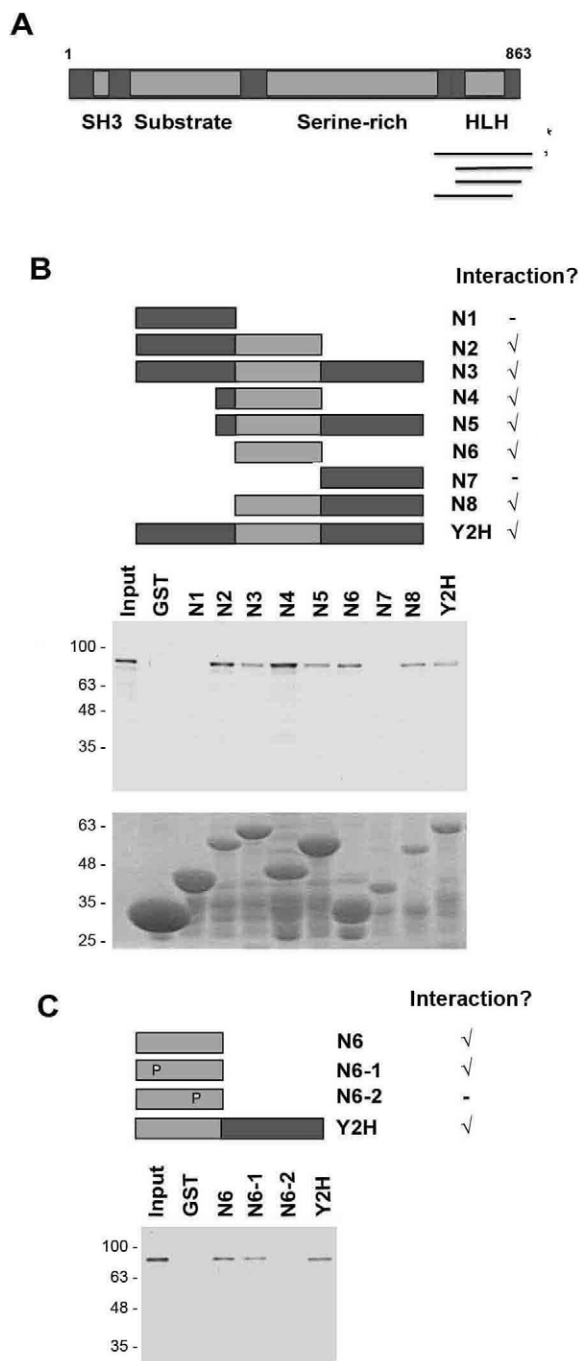 A
1 863
SH3 Substrate Serine-rich HLH
*
B
Interaction?
N1 -
N2 √
N3 √
N4 √
N5 √
N6 √
N7 -
N8 √
Y2H √
Input GST N1 N2 N3 N4 N5 N6 N7 N8 Y2H
100 -
63 -
48 -
35 -
63 -
48 -
35 -
25 -
C
Interaction?
N6 √
P N6-1 √
P N6-2 -
Y2H √
Input GST N6 N6-1 N6-2 Y2H
100 -
63 -
48 -
35 -